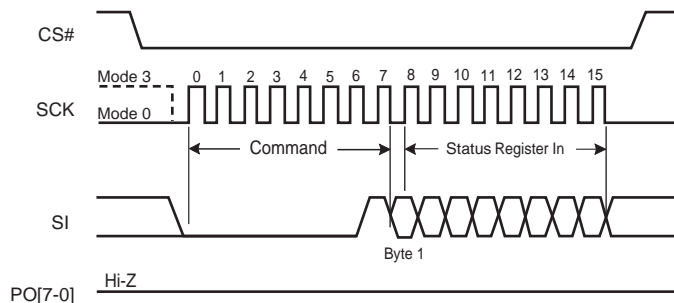 CS#
Mode 3
0 1 2 3 4 5 6 7 8 9 10 11 12 13 14 15
SCK
Mode 0
Command
Status Register In
SI
Byte 1
Hi-Z
PO[7-0]